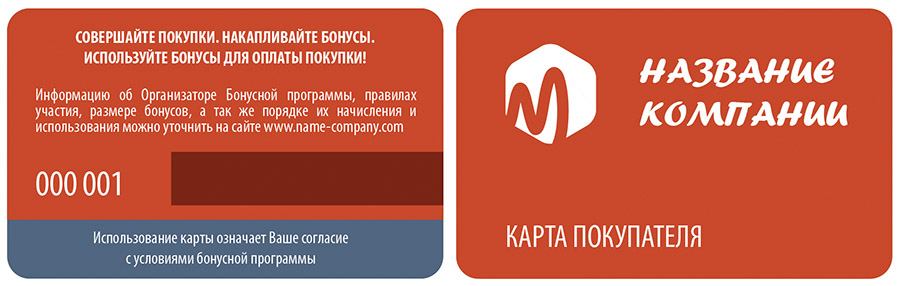 СОВЕРШАЙТЕ ПОКУПКИ. НАКАПЛИВАЙТЕ БОНУСЫ.
ИСПОЛЬЗУЙТЕ БОНУСЫ ДЛЯ ОПЛАТЫ ПОКУПКИ!
Информацию об Организаторе Бонусной программы, правилах
участия, размере бонусов, а так же порядке их начисления и
использования можно уточнить на сайте www.name-company.com
000 001
Использование карты означает Ваше согласие
с условиями бонусной программы
НАЗВАНИЕ
КОМПАНИИ
КАРТА ПОКУПАТЕЛЯ